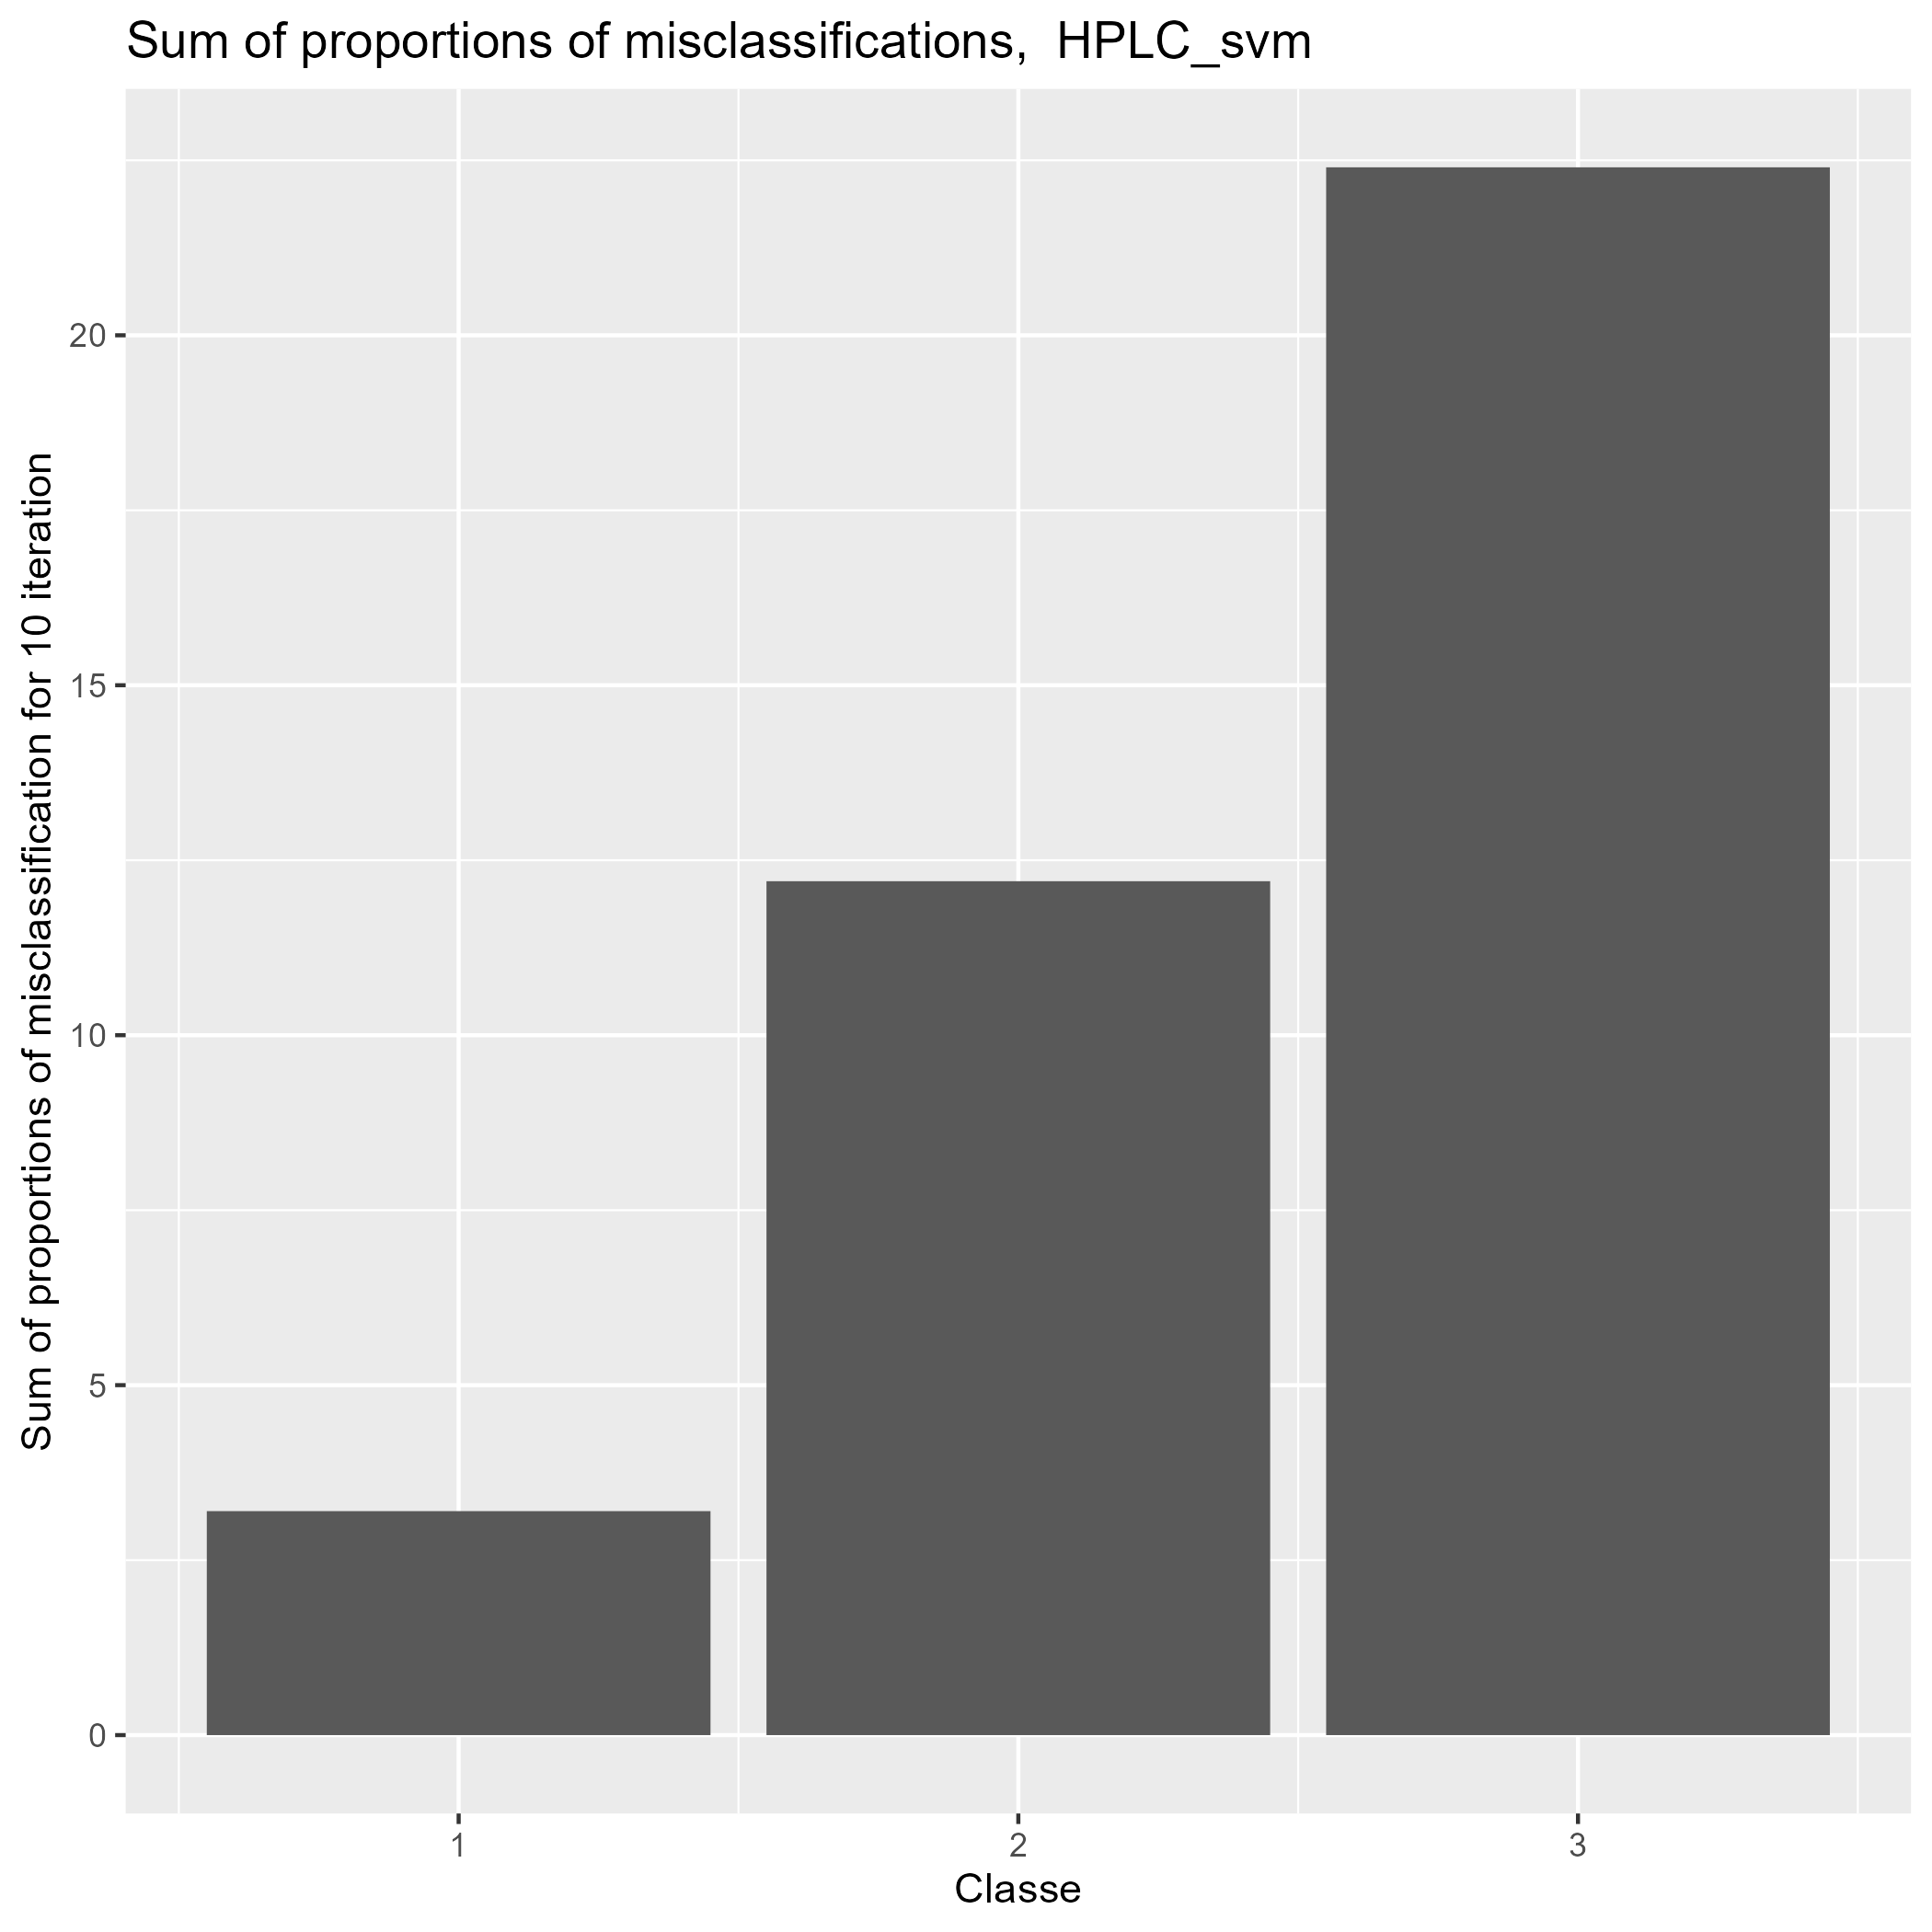 Sum of proportions of misclassifications,  HPLC_svm
Sum of proportions of misclassification for 10 iteration
20
15
10
5
0
1
2
3
Classe